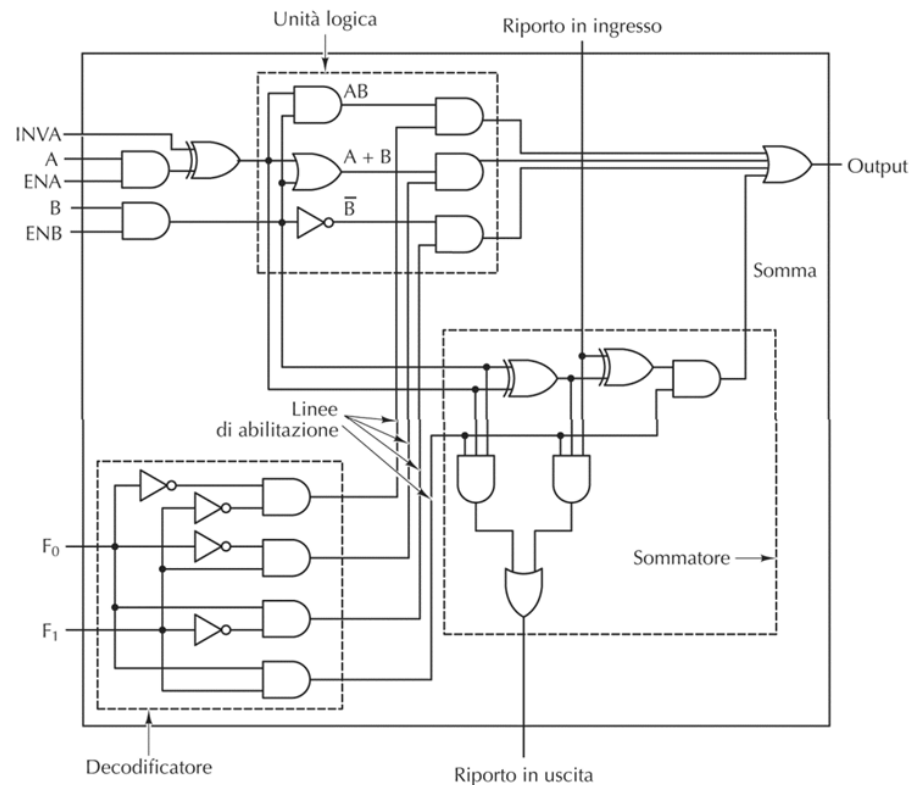 Unità logica
Riporto in ingresso
INVA
A
ENA
B
ENB
AB
A + B
B̅
Output
Somma
Linee
di abilitazione
F₀
F₁
Sommatore
Decodificatore
Riporto in uscita